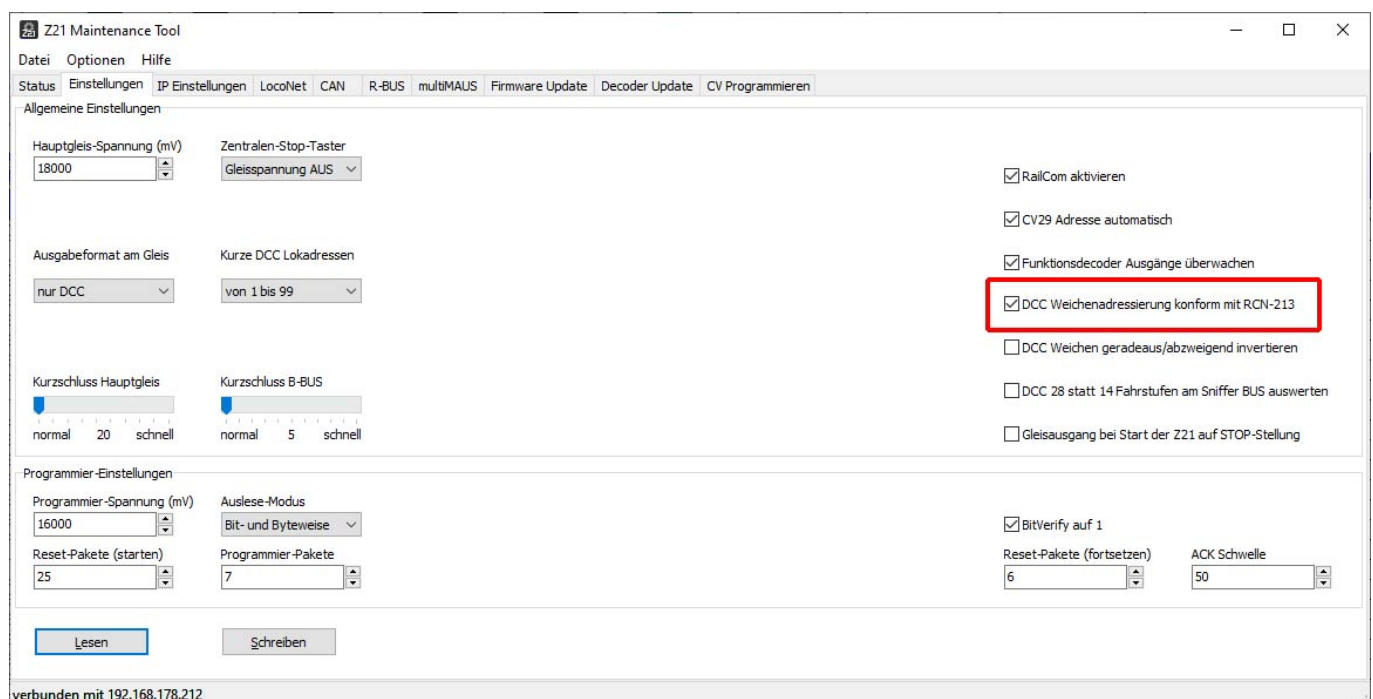 Z21 Maintenance Tool
Datei Optionen Hilfe
Status Einstellungen IP Einstellungen LocoNet CAN R-BUS multiMAUS Firmware Update Decoder Update CV Programmieren
Allgemeine Einstellungen
Hauptgleis-Spannung (mV) Zentralen-Stop-Taster
18000 Gleisspannung AUS
RailCom aktivieren
CV29 Adresse automatisch
Ausgabeformat am Gleis Kurze DCC Lokadressen
Funktionsdecoder Ausgänge überwachen
nur DCC von 1 bis 99
DCC Weichenadressierung konform mit RCN-213
DCC Weichen geradeaus/abzweigend invertieren
Kurzschluss Hauptgleis Kurzschluss B-BUS
DCC 28 statt 14 Fahrstufen am Sniffer BUS auswerten
normal 20 schnell normal 5 schnell
Gleisausgang bei Start der Z21 auf STOP-Stellung
Programmier-Einstellungen
Programmier-Spannung (mV) Auslese-Modus
16000 Bit- und Byteweise BitVerify auf 1
Reset-Pakete (starten) Programmier-Pakete Reset-Pakete (fortsetzen) ACK Schwelle
25 7 6 50
Lesen Schreiben
verbunden mit 192.168.178.212